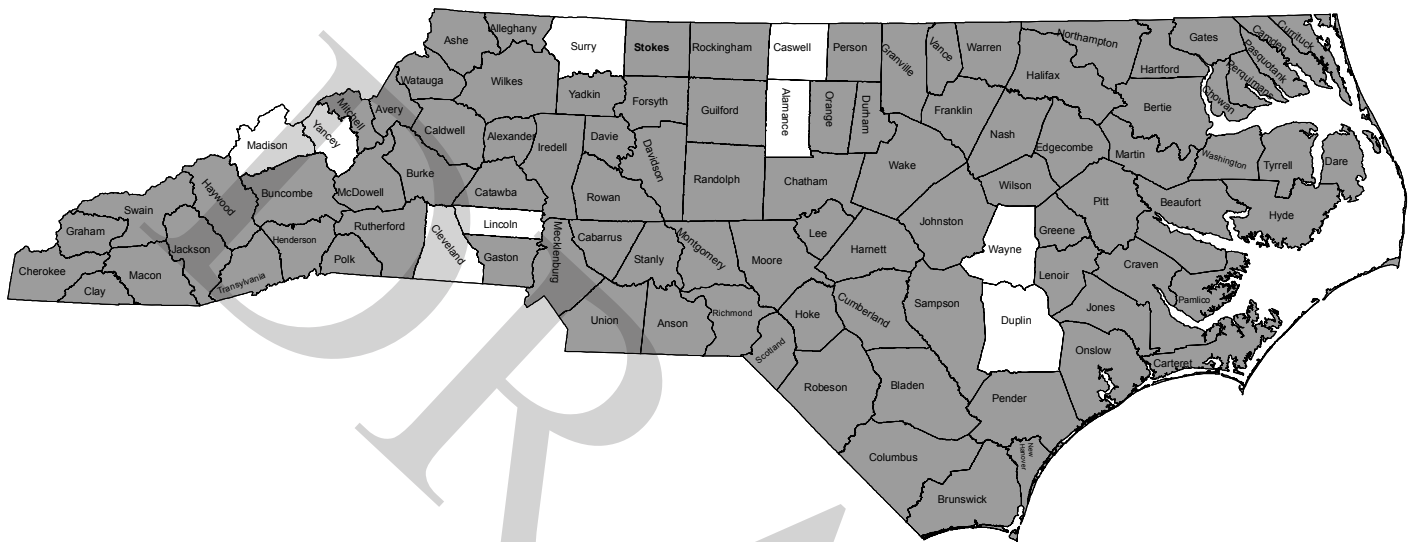 Ashe
Alleghany
Surry
Stokes
Rockingham
Caswell
Person
Granville
Vance
Warren
Northampton
Gates
Hartford
Camden
Currituck
Pasquotank
Perquimans
Chowan
Watauga
Wilkes
Yadkin
Forsyth
Guilford
Alamance
Orange
Durham
Franklin
Halifax
Bertie
Mitchell
Avery
Yancey
Madison
Caldwell
Alexander
Iredell
Davie
Davidson
Randolph
Chatham
Wake
Nash
Edgecombe
Martin
Washington
Tyrrell
Dare
Haywood
Buncombe
McDowell
Burke
Catawba
Rowan
Wilson
Pitt
Beaufort
Hyde
Swain
Graham
Jackson
Henderson
Rutherford
Cleveland
Lincoln
Gaston
Mecklenburg
Cabarrus
Stanly
Montgomery
Moore
Lee
Harnett
Johnston
Wayne
Greene
Lenoir
Craven
Pamlico
Cherokee
Clay
Macon
Transylvania
Polk
Union
Anson
Richmond
Scotland
Hoke
Cumberland
Sampson
Duplin
Jones
Onslow
Carteret
Robeson
Bladen
Pender
Columbus
Brunswick
New
Hanover